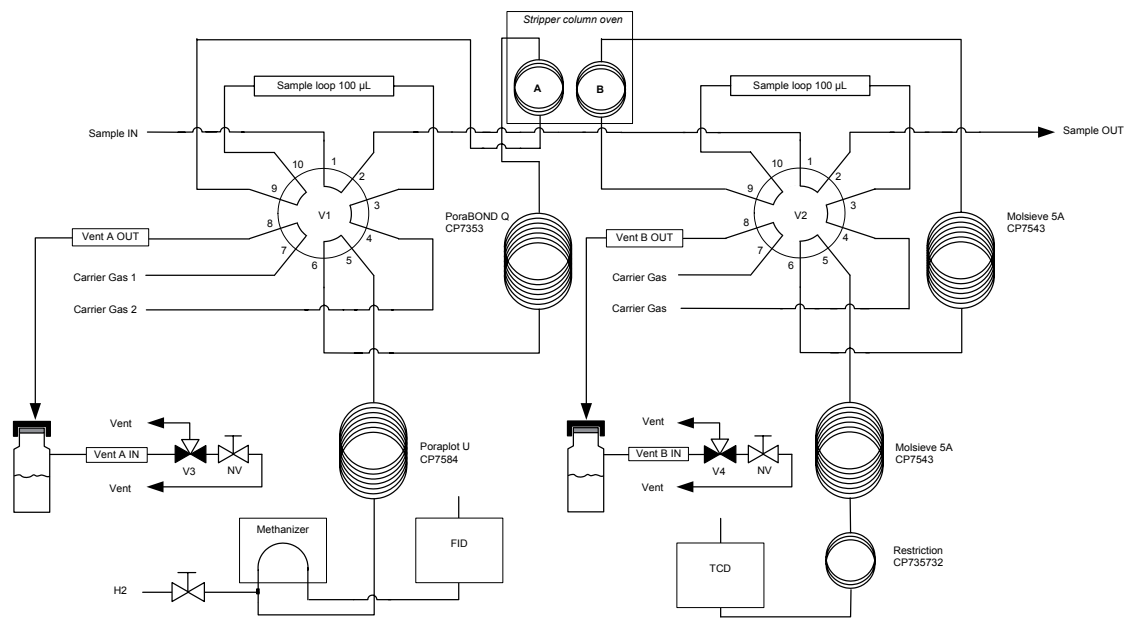 Stripper column oven
A
B
Sample loop 100 µL
Sample loop 100 µL
Sample IN
Sample OUT
10
1
2
9
3
V1
8
4
7
6
5
10
1
2
9
3
V2
8
4
7
6
5
PoraBOND Q
CP7353
Molsieve 5A
CP7543
Vent A OUT
Vent B OUT
Carrier Gas 1
Carrier Gas
Carrier Gas 2
Carrier Gas
Vent
Vent A IN
V3
NV
Vent
Poraplot U
CP7584
Vent
Vent B IN
V4
NV
Vent
Molsieve 5A
CP7543
Methanizer
FID
H2
TCD
Restriction
CP735732